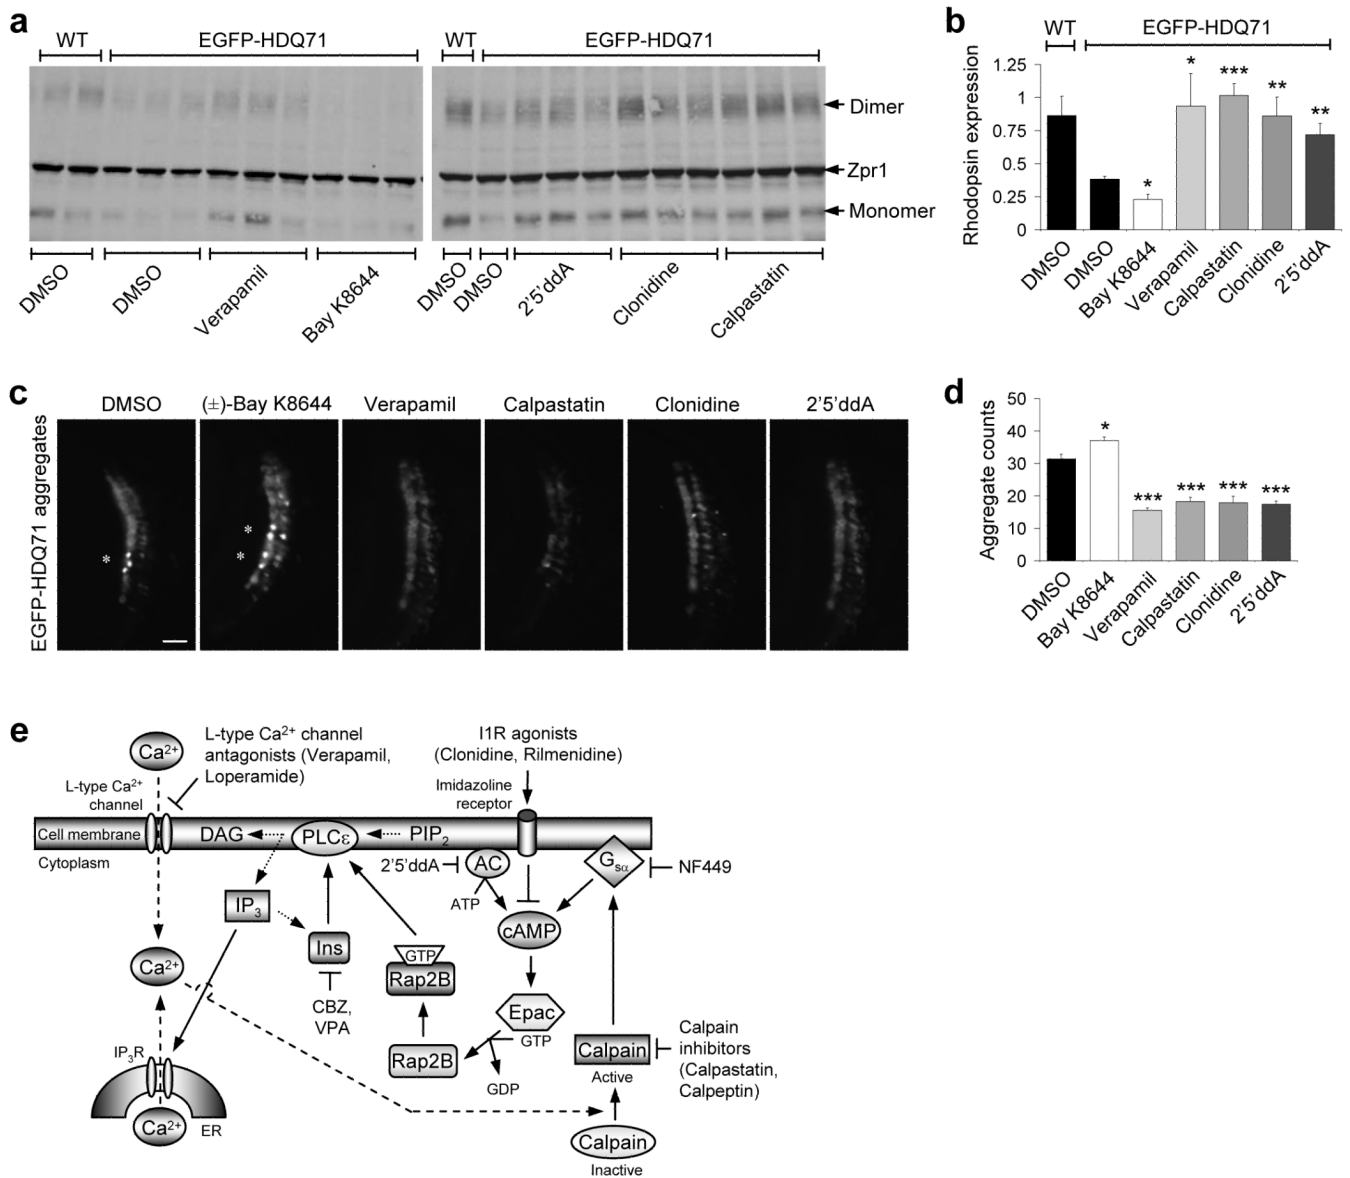 a
WT
EGFP-HDQ71
WT
EGFP-HDQ71
Dimer
Zpr1
Monomer
DMSO
DMSO
Verapamil
Bay K8644
DMSO
DMSO
2'5'ddA
Clonidine
Calpastatin
b
WT
EGFP-HDQ71
Rhodopsin expression
1.25
1
0.75
0.5
0.25
0
*
*
***
**
**
DMSO
DMSO
Bay K8644
Verapamil
Calpastatin
Clonidine
2'5'ddA
c
DMSO
(±)-Bay K8644
Verapamil
Calpastatin
Clonidine
2'5'ddA
EGFP-HDQ71 aggregates
*
*
*
d
Aggregate counts
50
40
30
20
10
0
*
***
***
***
***
DMSO
Bay K8644
Verapamil
Calpastatin
Clonidine
2'5'ddA
e
Ca2+
L-type Ca2+ channel
antagonists (Verapamil,
Loperamide)
I1R agonists
(Clonidine, Rilmenidine)
L-type Ca2+
channel
Imidazoline
receptor
Cell membrane
DAG
PLCε
PIP2
Cytoplasm
2'5'ddA
AC
Gsα
NF449
ATP
IP3
cAMP
Ins
GTP
Rap2B
Ca2+
CBZ,
VPA
Epac
GTP
GDP
Rap2B
Calpain
Active
Calpain
inhibitors
(Calpastatin,
Calpeptin)
IP3R
Ca2+
ER
Calpain
Inactive